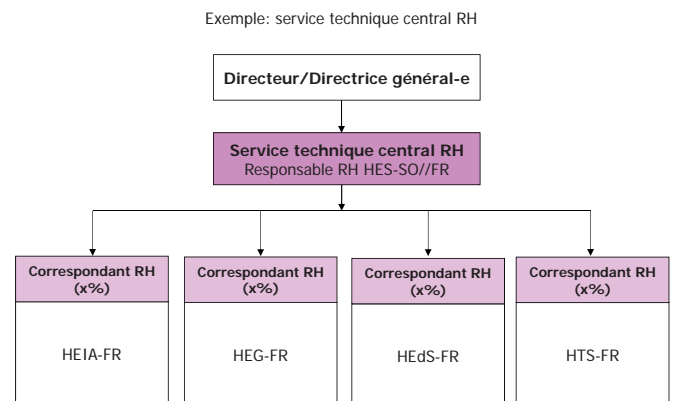 Exemple: service technique central RH
Directeur/Directrice général-e
Service technique central RH
Responsable RH HES-SO//FR
Correspondant RH
(x%)
Correspondant RH
(x%)
Correspondant RH
(x%)
Correspondant RH
(x%)
HEIA-FR
HEG-FR
HEdS-FR
HTS-FR